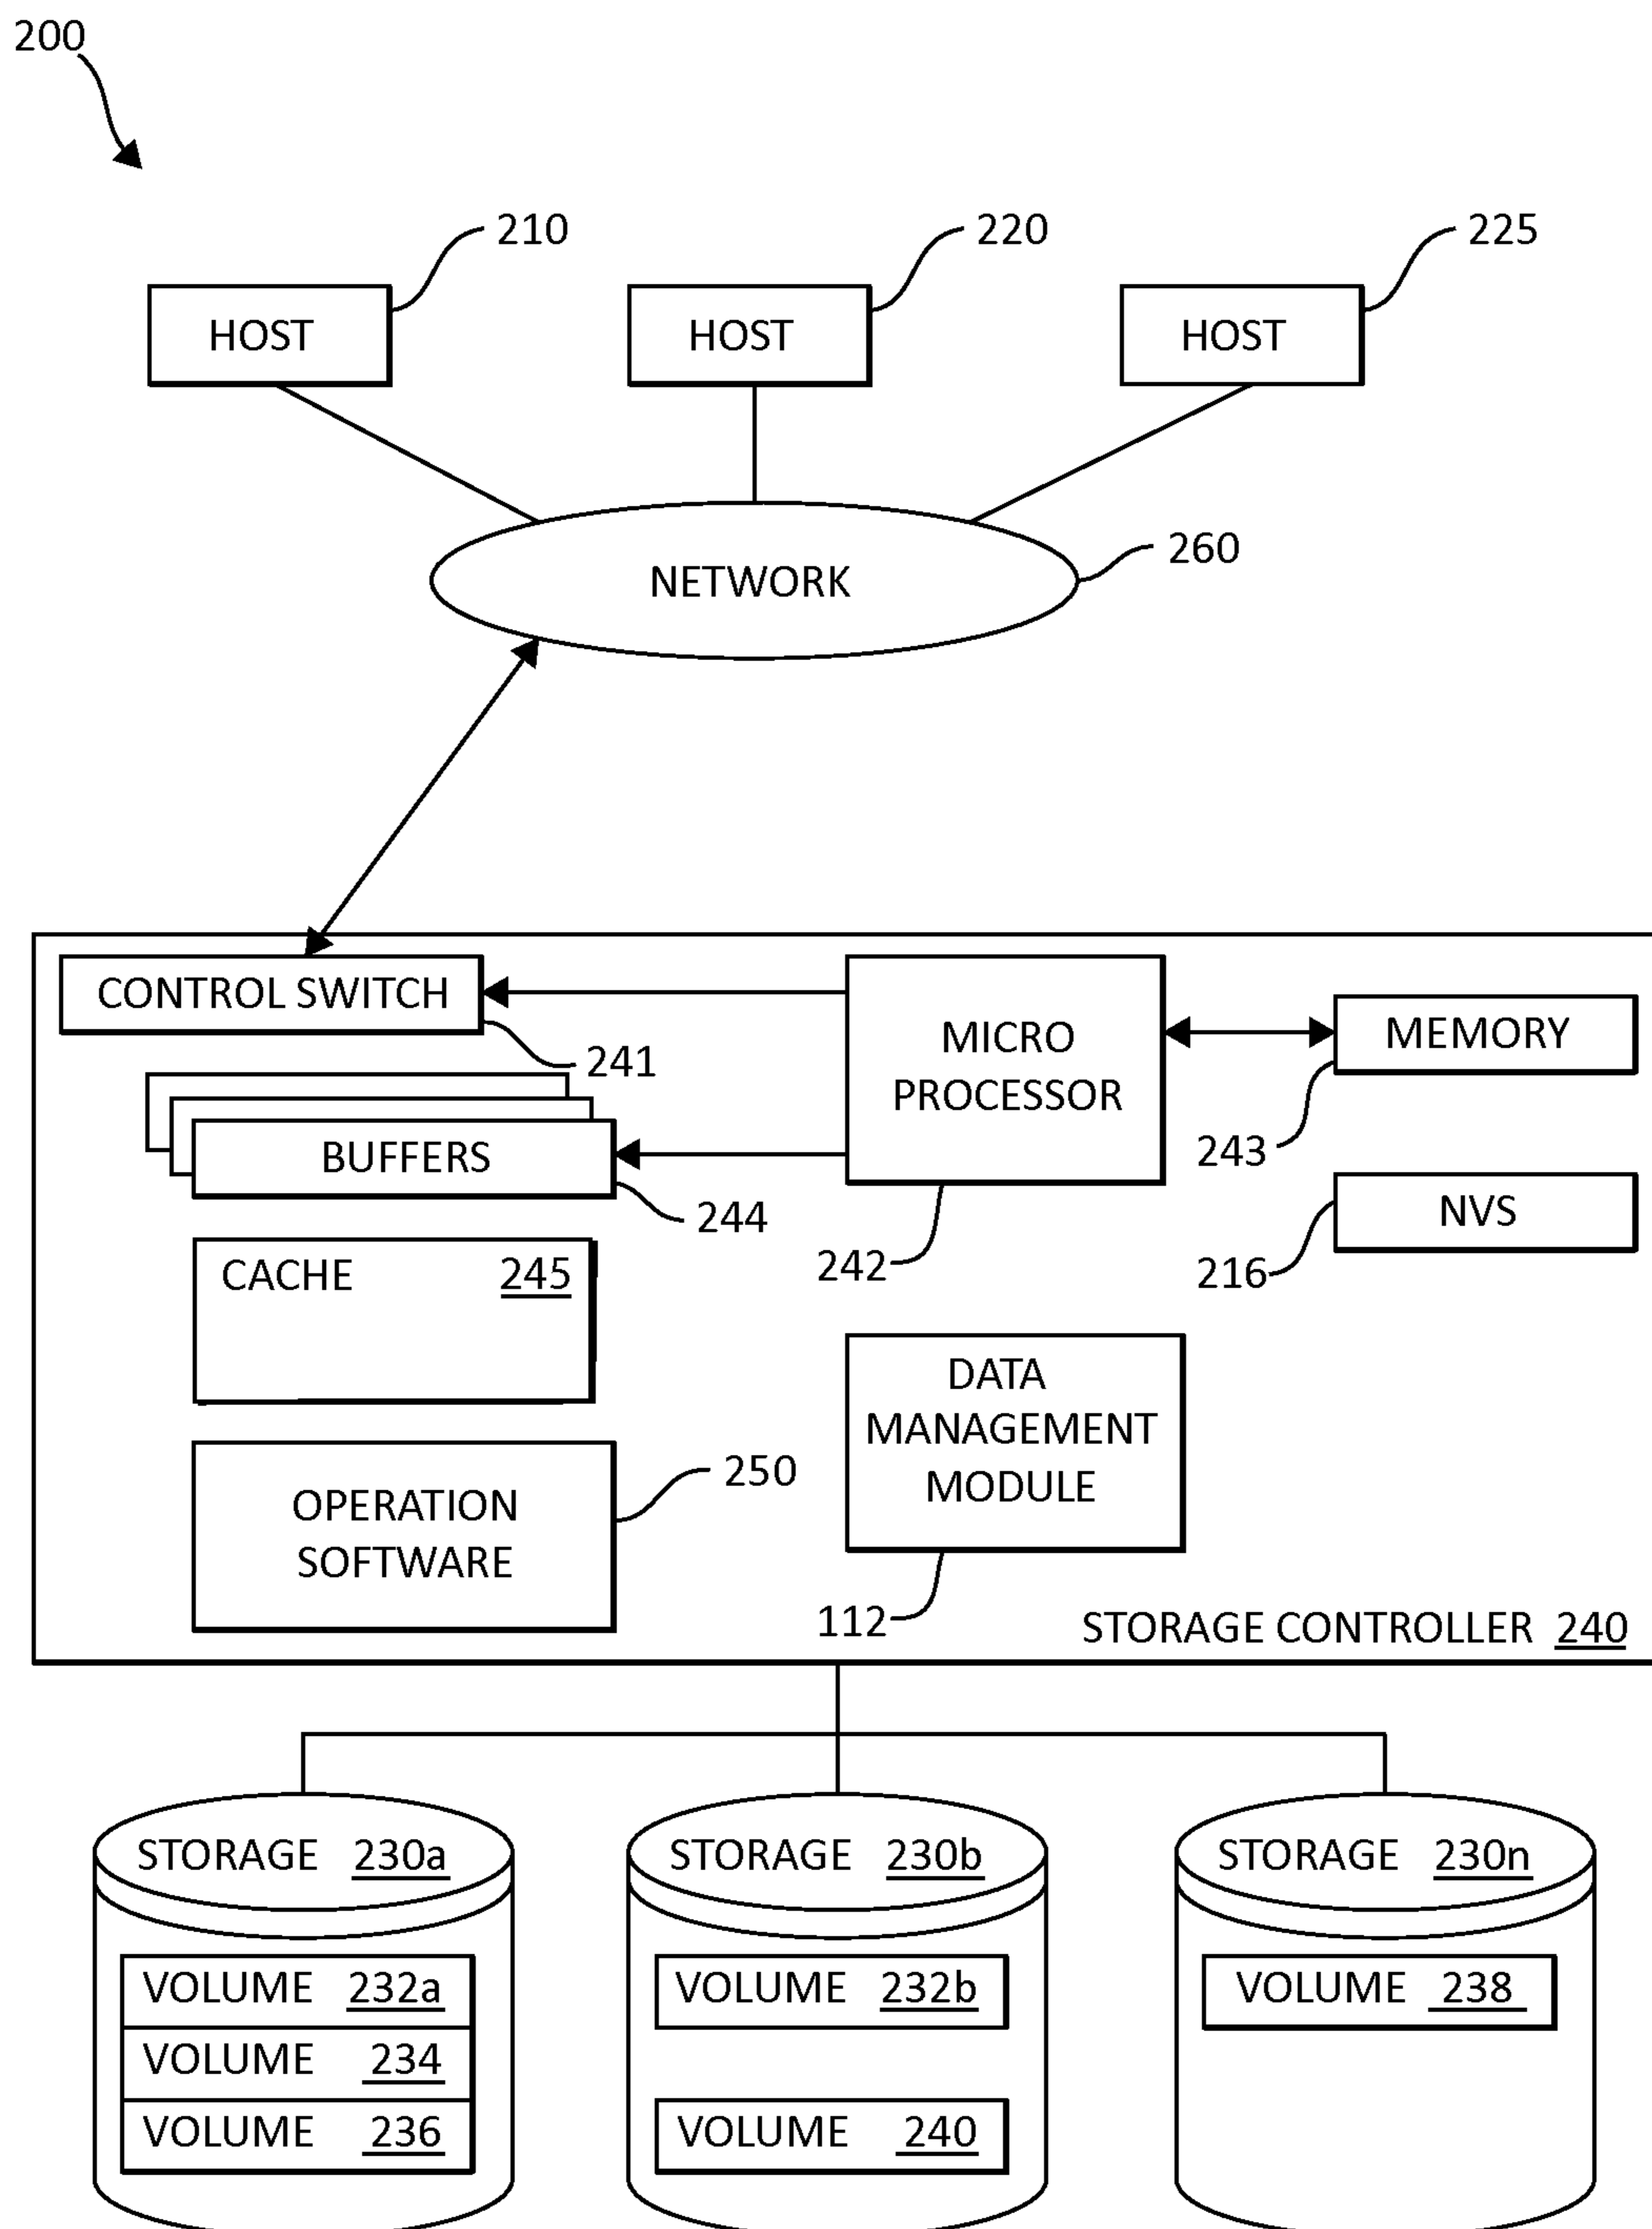 200
210
220
225
HOST
HOST
HOST
260
NETWORK
CONTROL SWITCH
241
MICRO
PROCESSOR
242
MEMORY
243
BUFFERS
244
NVS
216
CACHE 245
DATA
MANAGEMENT
MODULE
112
OPERATION
SOFTWARE
250
STORAGE CONTROLLER 240
STORAGE 230a
VOLUME 232a
VOLUME 234
VOLUME 236
STORAGE 230b
VOLUME 232b
VOLUME 240
STORAGE 230n
VOLUME 238